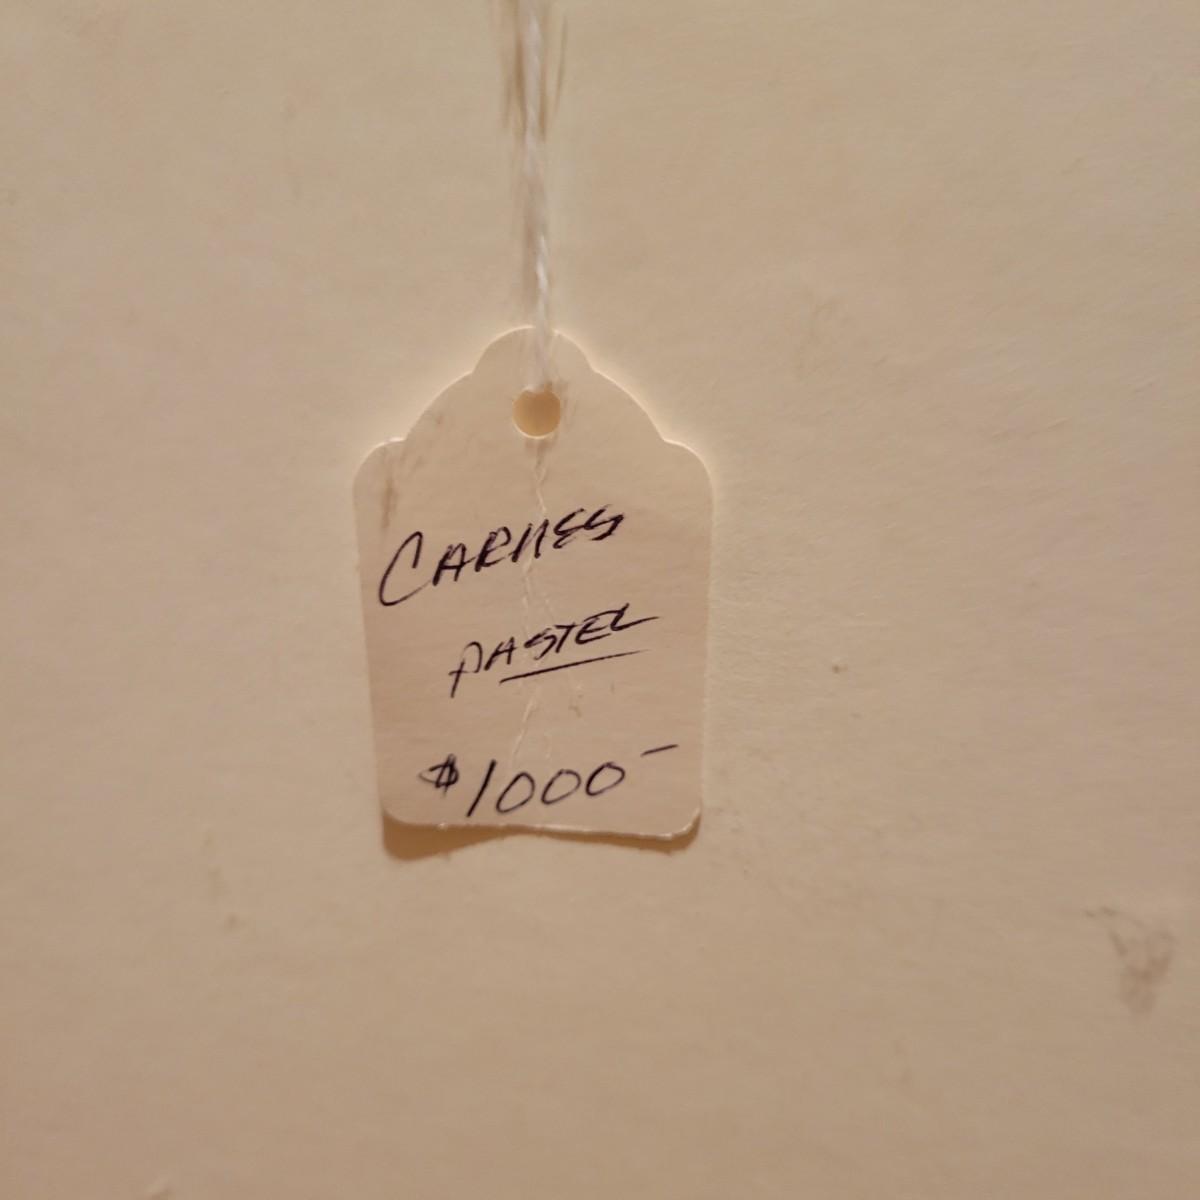 CARNES
PASTEL
$1000-